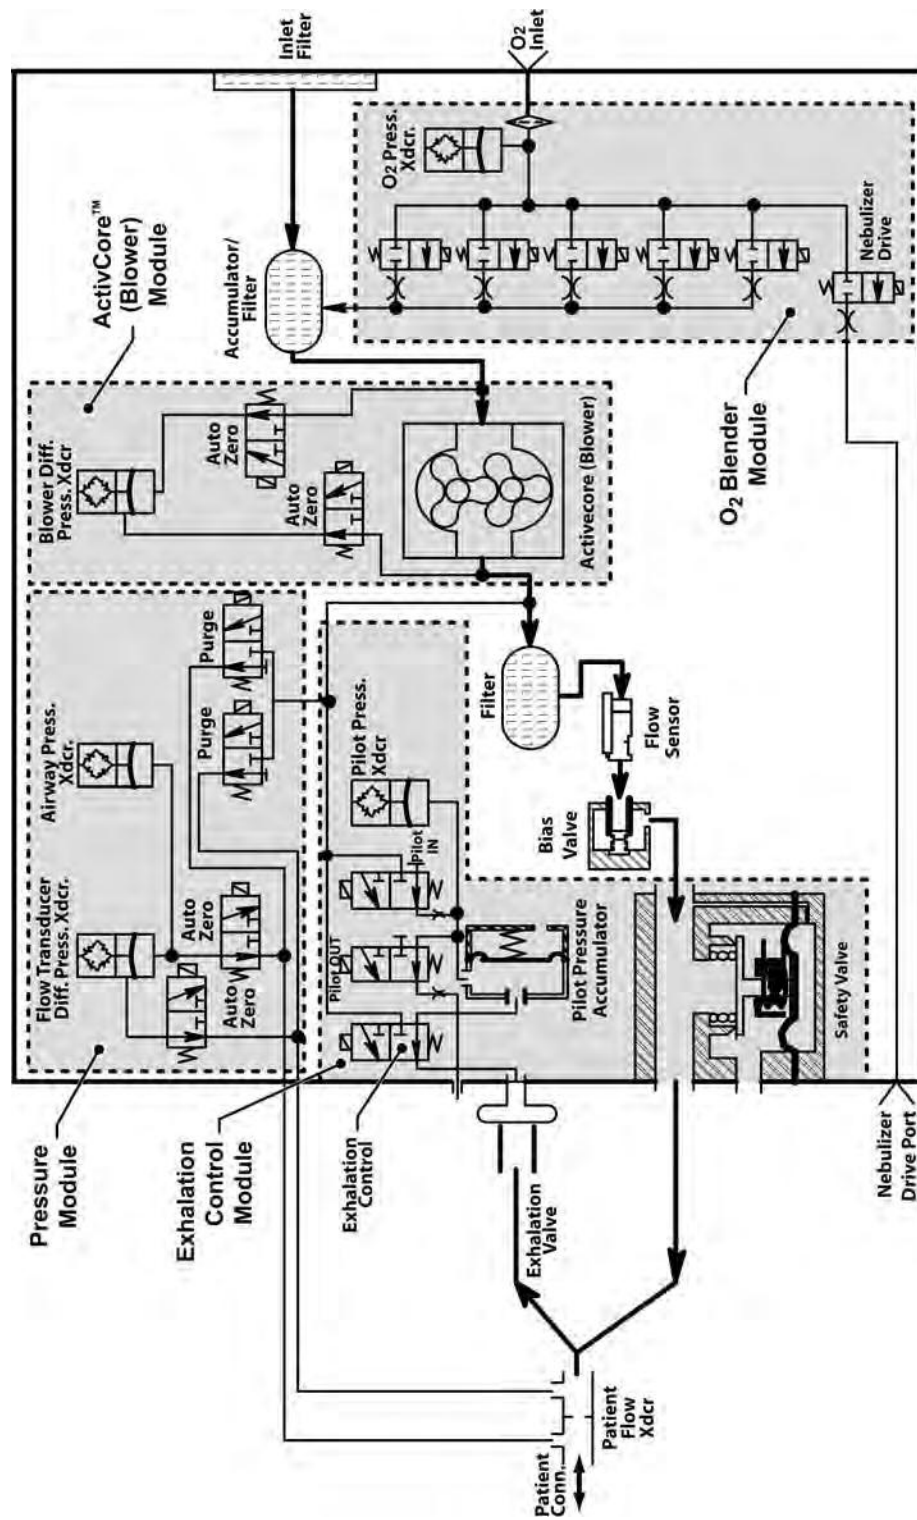 Inlet
Filter
O2
Inlet
ActivCore™
(Blower)
Module
Accumulator/
Filter
O2 Press.
Xdcr.
Nebulizer
Drive
O2 Blender
Module
Blower Diff.
Press. Xdcr
Auto
Zero
Auto
Zero
Activecore (Blower)
Flow Transducer
Diff. Press. Xdcr.
Airway Press.
Xdcr.
Purge
Purge
Auto
Zero
Auto
Zero
Pressure
Module
Pilot Press.
Xdcr
Pilot
IN
Pilot OUT
Filter
Flow
Sensor
Bias
Valve
Pilot Pressure
Accumulator
Safety Valve
Exhalation
Control
Module
Exhalation
Control
Exhalation
Valve
Nebulizer
Drive Port
Patient
Flow
Xdcr
Patient
Conn.